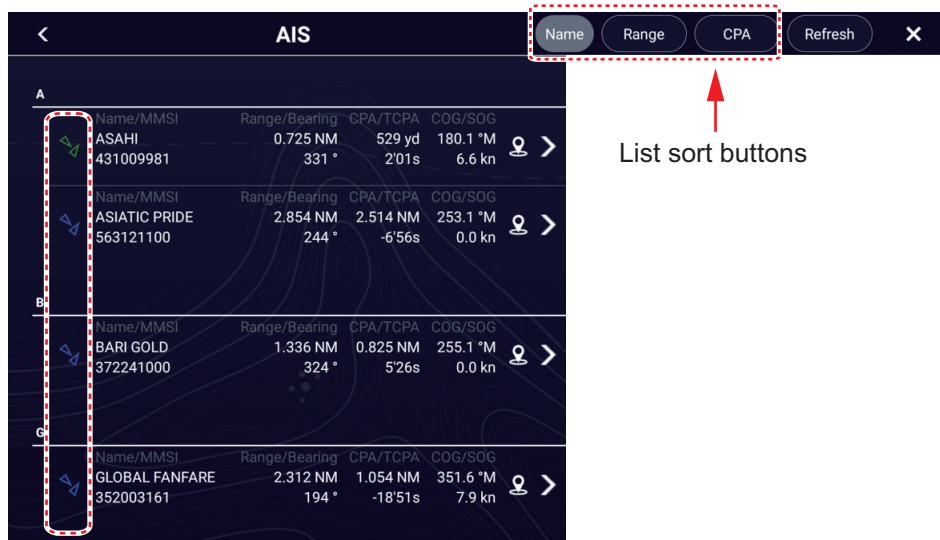 AIS
Name
Range
CPA
Refresh
List sort buttons
A
Name/MMSI Range/Bearing CPA/TCPA COG/SOG
ASAHI 0.725 NM 529 yd 180.1 °M
431009981 331 ° 2'01s 6.6 kn
Name/MMSI Range/Bearing CPA/TCPA COG/SOG
ASIATIC PRIDE 2.854 NM 2.514 NM 253.1 °M
563121100 244 ° -6'56s 0.0 kn
B
Name/MMSI Range/Bearing CPA/TCPA COG/SOG
BARI GOLD 1.336 NM 0.825 NM 255.1 °M
372241000 324 ° 5'26s 0.0 kn
G
Name/MMSI Range/Bearing CPA/TCPA COG/SOG
GLOBAL FANFARE 2.312 NM 1.054 NM 351.6 °M
352003161 194 ° -18'51s 7.9 kn